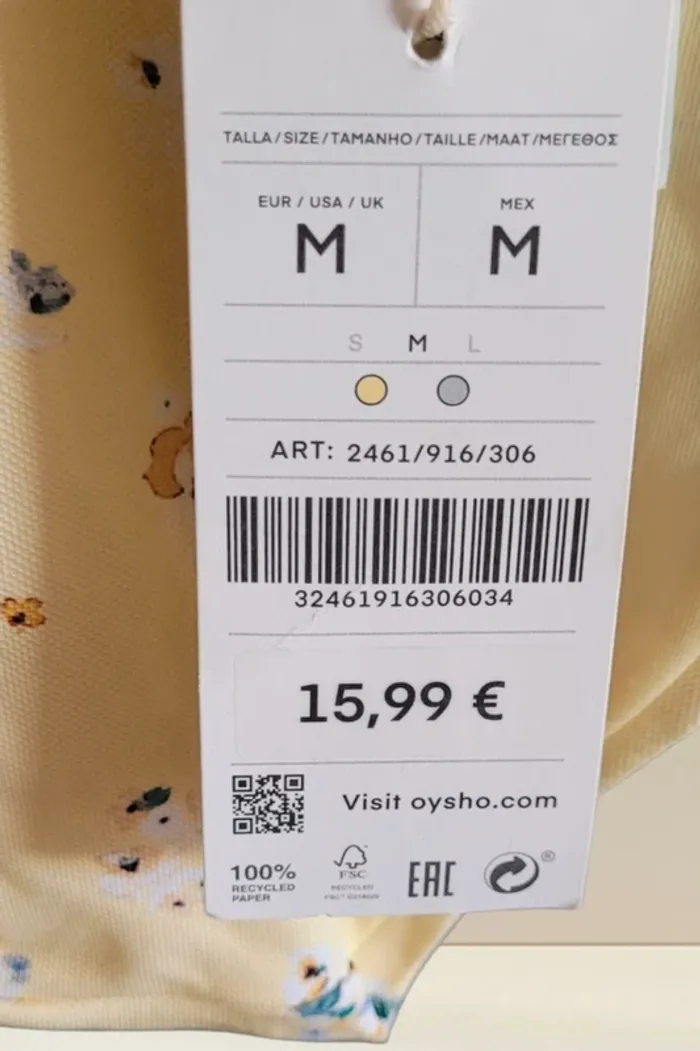 TALLA/SIZE/TAMANHO/TAILLE/MAAT/ΜΕΓΕΘΟΣ
EUR / USA / UK
MEX
M
M
S M L
ART: 2461/916/306
32461916306034
15,99 €
Visit oysho.com
100%
RECYCLED
PAPER
FSC
RECYCLED
EAC
®